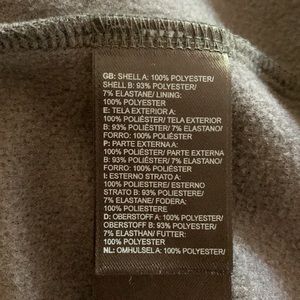 GB: SHELL A: 100% POLYESTER/
SHELL B: 93% POLYESTER/
7% ELASTANE/ LINING:
100% POLYESTER
E: TELA EXTERIOR A:
100% POLIÉSTER/ TELA EXTERIOR
B: 93% POLIÉSTER/ 7% ELASTANO/
FORRO: 100% POLIÉSTER
P: PARTE EXTERNA A:
100% POLIÉSTER/ PARTE EXTERNA
B: 93% POLIÉSTER/ 7% ELASTANO/
FORRO: 100% POLIÉSTER
I: ESTERNO STRATO A:
100% POLIESTERE/ ESTERNO
STRATO B: 93% POLIESTERE/
7% ELASTANE/ FODERA:
100% POLIESTERE
D: OBERSTOFF A: 100% POLYESTER/
OBERSTOFF B: 93% POLYESTER/
7% ELASTHAN/ FUTTER:
100% POLYESTER
NL: OMHULSEL A: 100% POLYESTER/